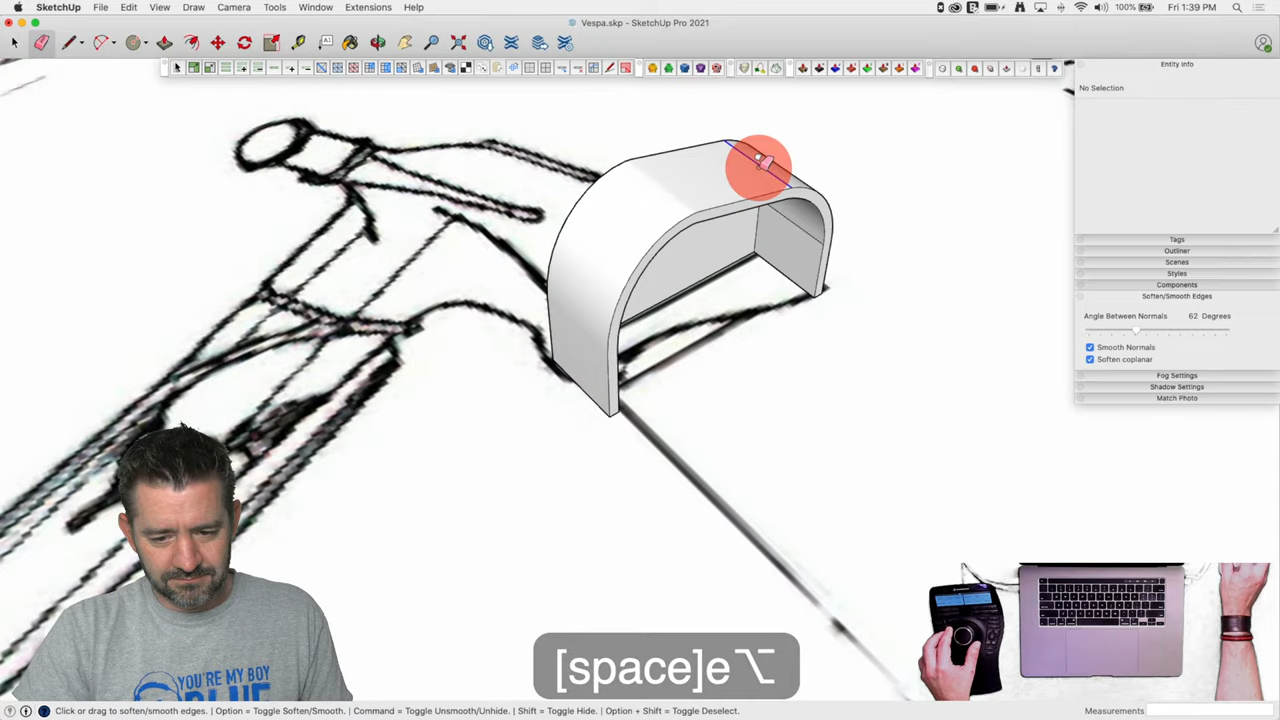 SketchUp File Edit View Draw Camera Tools Window Extensions Help
100% Fri 1:39 PM
Vespa.skp - SketchUp Pro 2021
Entity Info
No Selection
Tags
Outliner
Scenes
Styles
Components
Soften/Smooth Edges
Angle Between Normals 62 Degrees
Smooth Normals
Soften coplanar
Fog Settings
Shadow Settings
Match Photo
[space]e⌥
YOU'RE MY BOY
BLUE
Click or drag to soften/smooth edges. | Option = Toggle Soften/Smooth. | Command = Toggle Unsmooth/Unhide. | Shift = Toggle Hide. | Option + Shift = Toggle Deselect.
Measurements